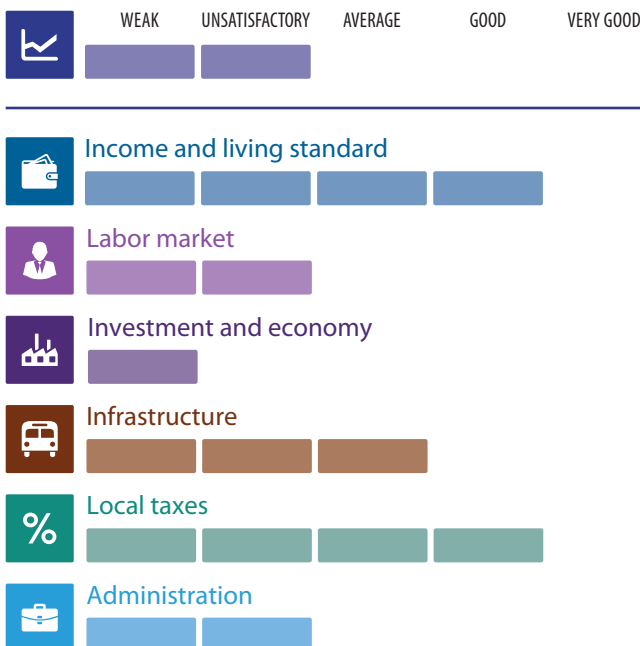 WEAK UNSATISFACTORY AVERAGE GOOD VERY GOOD
Income and living standard
Labor market
Investment and economy
Infrastructure
Local taxes
%
Administration